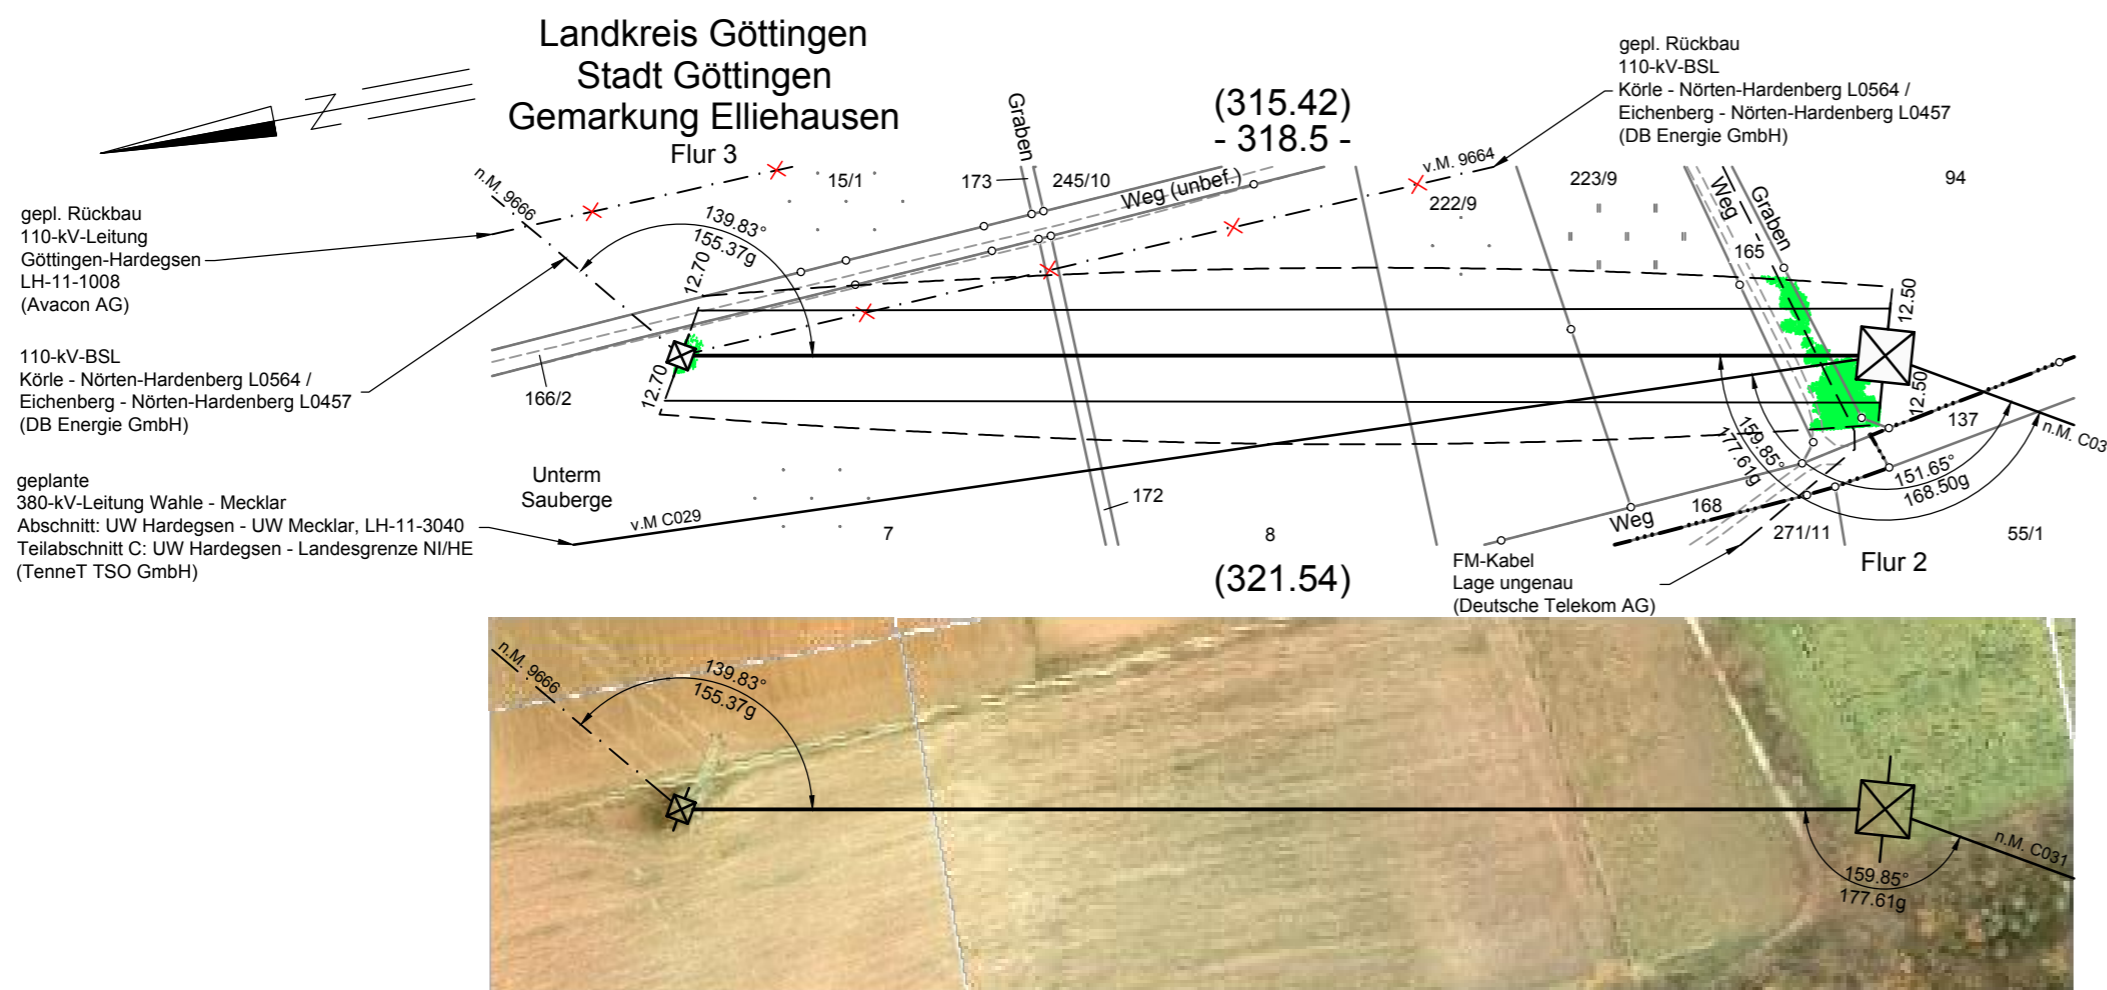 Landkreis Göttingen
Stadt Göttingen
Gemarkung Elliehausen
Flur 3
N
(315.42)
- 318.5 -
gepl. Rückbau
110-kV-BSL
Körle - Nörten-Hardenberg L0564 /
Eichenberg - Nörten-Hardenberg L0457
(DB Energie GmbH)
gepl. Rückbau
110-kV-Leitung
Göttingen-Hardegsen
LH-11-1008
(Avacon AG)
110-kV-BSL
Körle - Nörten-Hardenberg L0564 /
Eichenberg - Nörten-Hardenberg L0457
(DB Energie GmbH)
geplante
380-kV-Leitung Wahle - Mecklar
Abschnitt: UW Hardegsen - UW Mecklar, LH-11-3040
Teilabschnitt C: UW Hardegsen - Landesgrenze NI/HE
(TenneT TSO GmbH)
n.M. 9666
139.83°
155.37g
12.70
12.70
166/2
15/1
173
Graben
245/10
Weg (unbef.)
v.M. 9664
222/9
223/9
Weg
Graben
165
94
12.50
12.50
137
n.M. C03
159.85°
177.61g
151.65°
168.50g
Unterm
Sauberge
v.M C029
7
172
8
(321.54)
Weg
168
271/11
55/1
Flur 2
FM-Kabel
Lage ungenau
(Deutsche Telekom AG)
n.M. 9666
139.83°
155.37g
n.M. C031
159.85°
177.61g